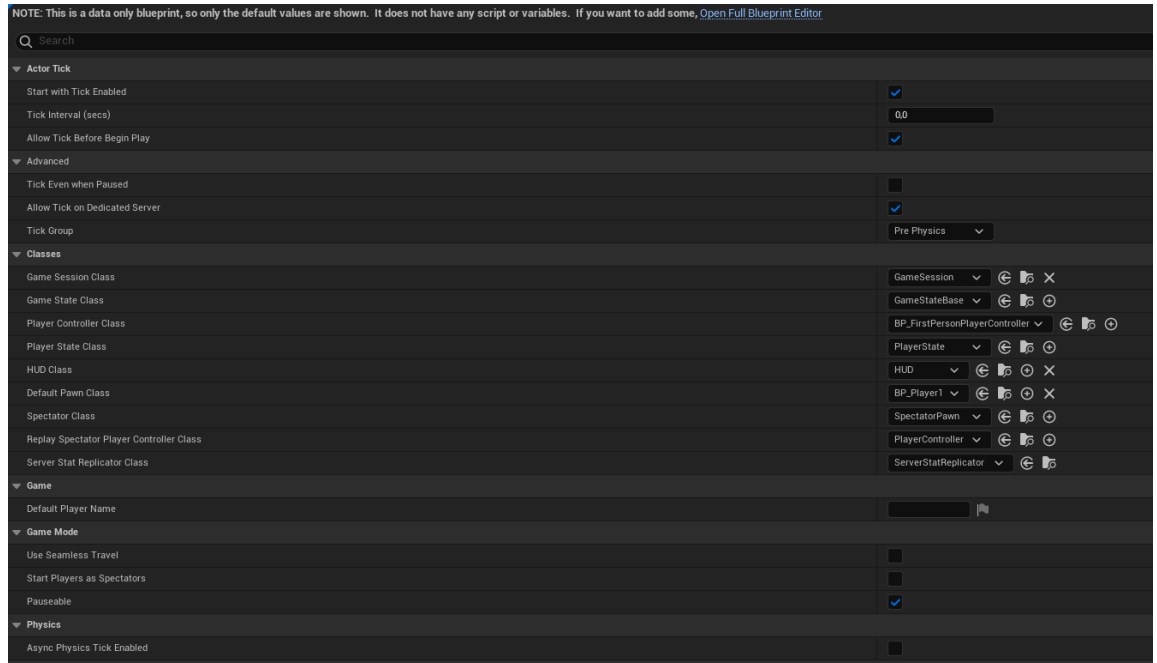 NOTE: This is a data only blueprint, so only the default values are shown.  It does not have any script or variables.  If you want to add some, Open Full Blueprint Editor
Search
Actor Tick
Start with Tick Enabled
Tick Interval (secs) 0,0
Allow Tick Before Begin Play
Advanced
Tick Even when Paused
Allow Tick on Dedicated Server
Tick Group Pre Physics
Classes
Game Session Class GameSession
Game State Class GameStateBase
Player Controller Class BP_FirstPersonPlayerController
Player State Class PlayerState
HUD Class HUD
Default Pawn Class BP_Player1
Spectator Class SpectatorPawn
Replay Spectator Player Controller Class PlayerController
Server Stat Replicator Class ServerStatReplicator
Game
Default Player Name
Game Mode
Use Seamless Travel
Start Players as Spectators
Pauseable
Physics
Async Physics Tick Enabled